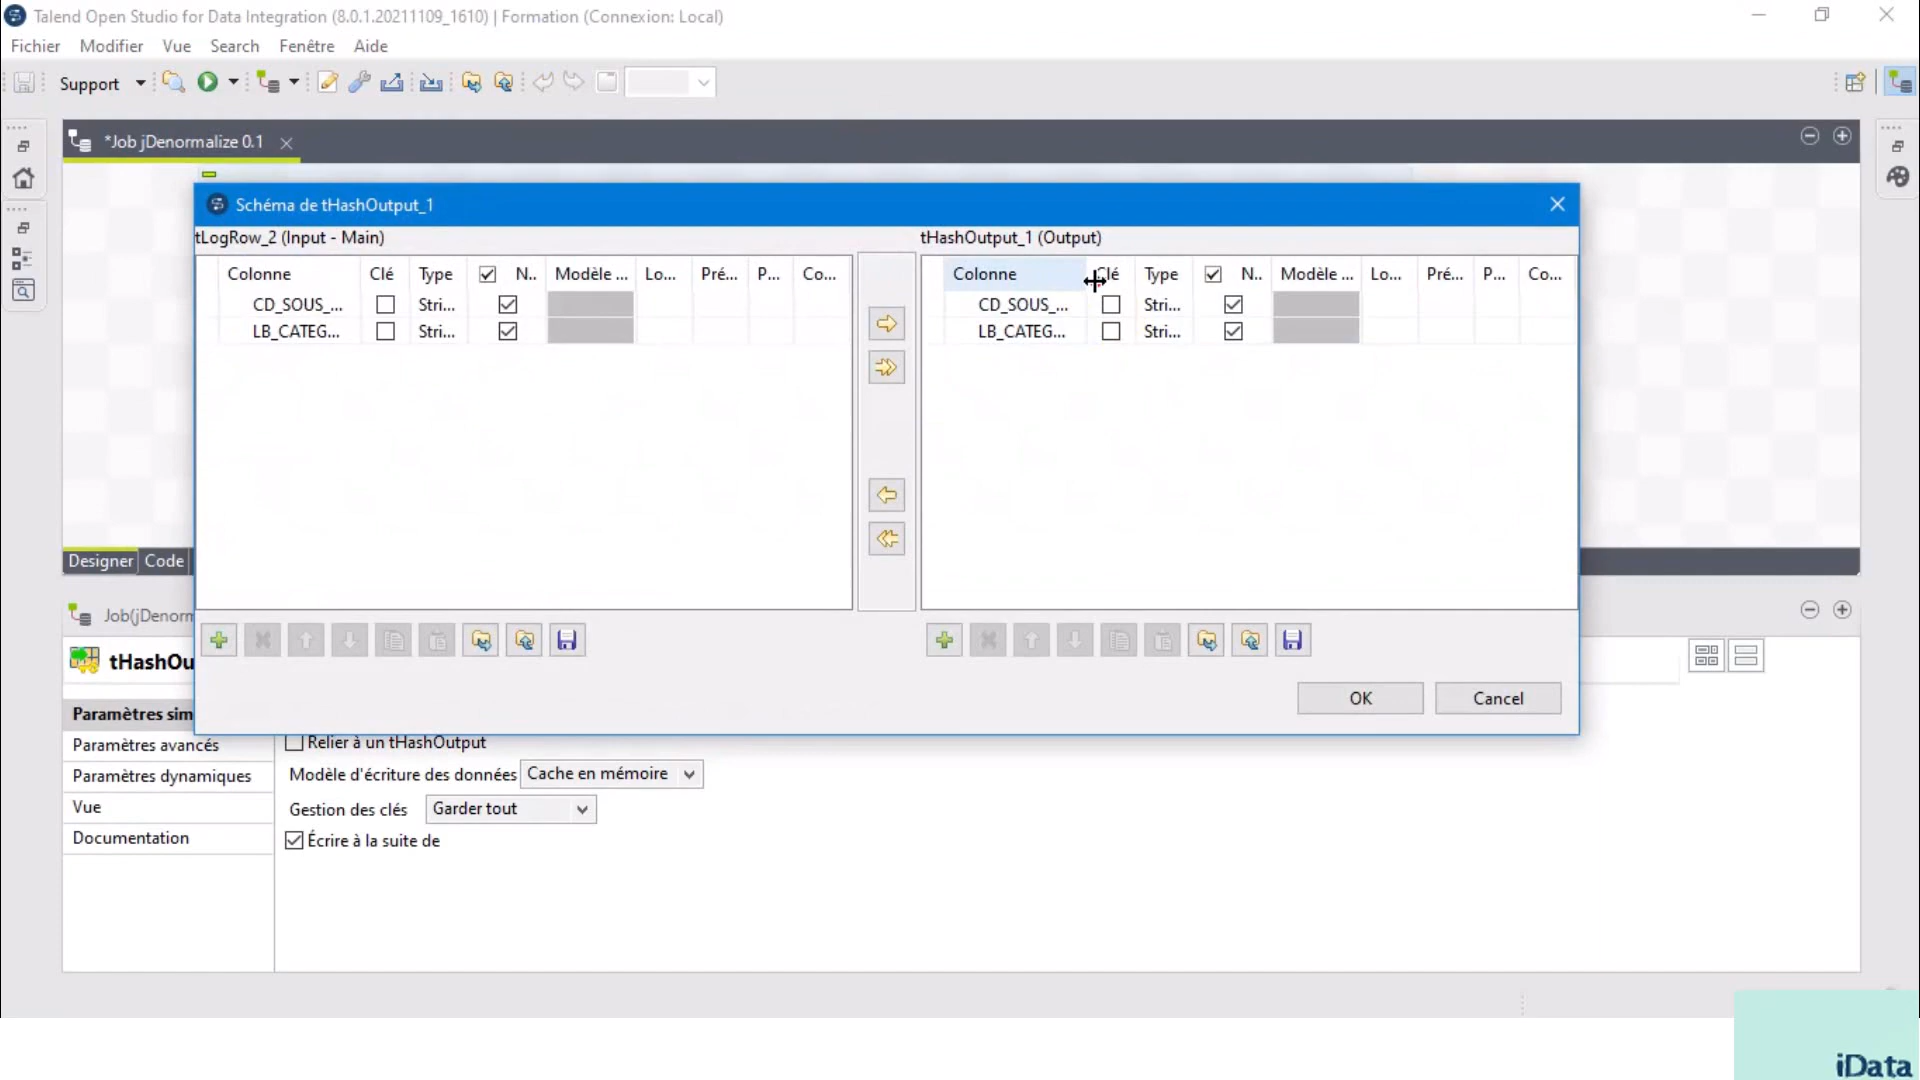 Talend Open Studio for Data Integration (8.0.1.20211109_1610) | Formation (Connexion: Local)
Fichier Modifier Vue Search Fenêtre Aide
Support
*Job jDenormalize 0.1
Schéma de tHashOutput_1
tLogRow_2 (Input - Main) tHashOutput_1 (Output)
Colonne Clé Type N.. Modèle ... Lo... Pré... P... Co... Colonne Clé Type N.. Modèle ... Lo... Pré... P... Co...
CD_SOUS_... Stri... CD_SOUS_... Stri...
LB_CATEG... Stri... LB_CATEG... Stri...
Designer Code
Job(jDenorm
tHashOu
OK Cancel
Paramètres sim
Relier à un tHashOutput
Paramètres avancés
Modèle d'écriture des données Cache en mémoire
Paramètres dynamiques
Vue
Gestion des clés Garder tout
Documentation
Écrire à la suite de
iData